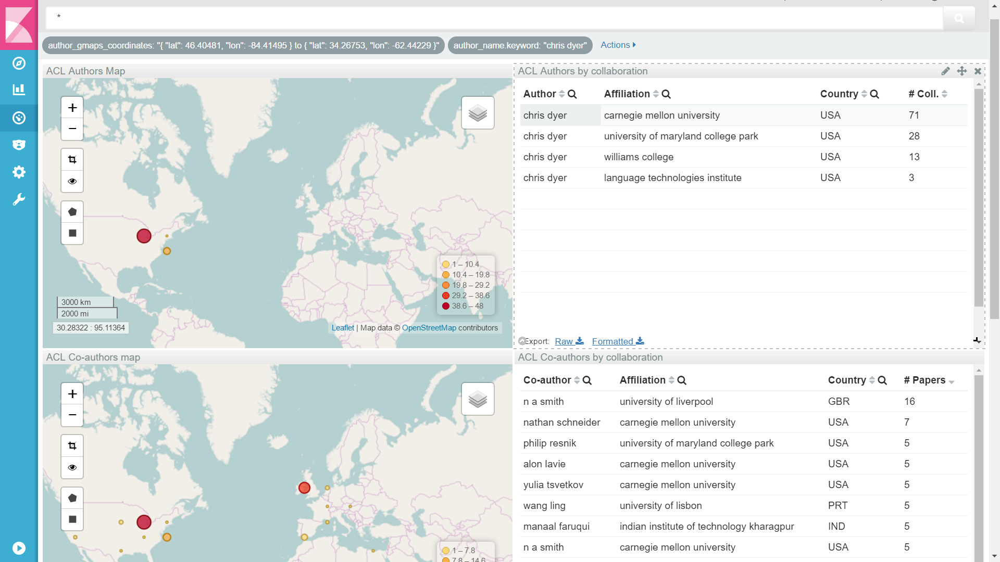 *
author_gmaps_coordinates: "{ "lat": 46.40481, "lon": -84.41495 } to { "lat": 34.26753, "lon": -62.44229 }"
author_name.keyword: "chris dyer"
Actions
ACL Authors Map
+
−
3000 km
2000 mi
30.28322 : 95.11364
1 – 10.4
10.4 – 19.8
19.8 – 29.2
29.2 – 38.6
38.6 – 48
Leaflet | Map data © OpenStreetMap contributors
ACL Authors by collaboration
Author Affiliation Country # Coll.
chris dyer carnegie mellon university USA 71
chris dyer university of maryland college park USA 28
chris dyer williams college USA 13
chris dyer language technologies institute USA 3
Export: Raw Formatted
ACL Co-authors map
+
−
1 – 7.8
7.8 – 14.6
ACL Co-authors by collaboration
Co-author Affiliation Country # Papers
n a smith university of liverpool GBR 16
nathan schneider carnegie mellon university USA 7
philip resnik university of maryland college park USA 5
alon lavie carnegie mellon university USA 5
yulia tsvetkov carnegie mellon university USA 5
wang ling university of lisbon PRT 5
manaal faruqui indian institute of technology kharagpur IND 5
n a smith carnegie mellon university USA 5